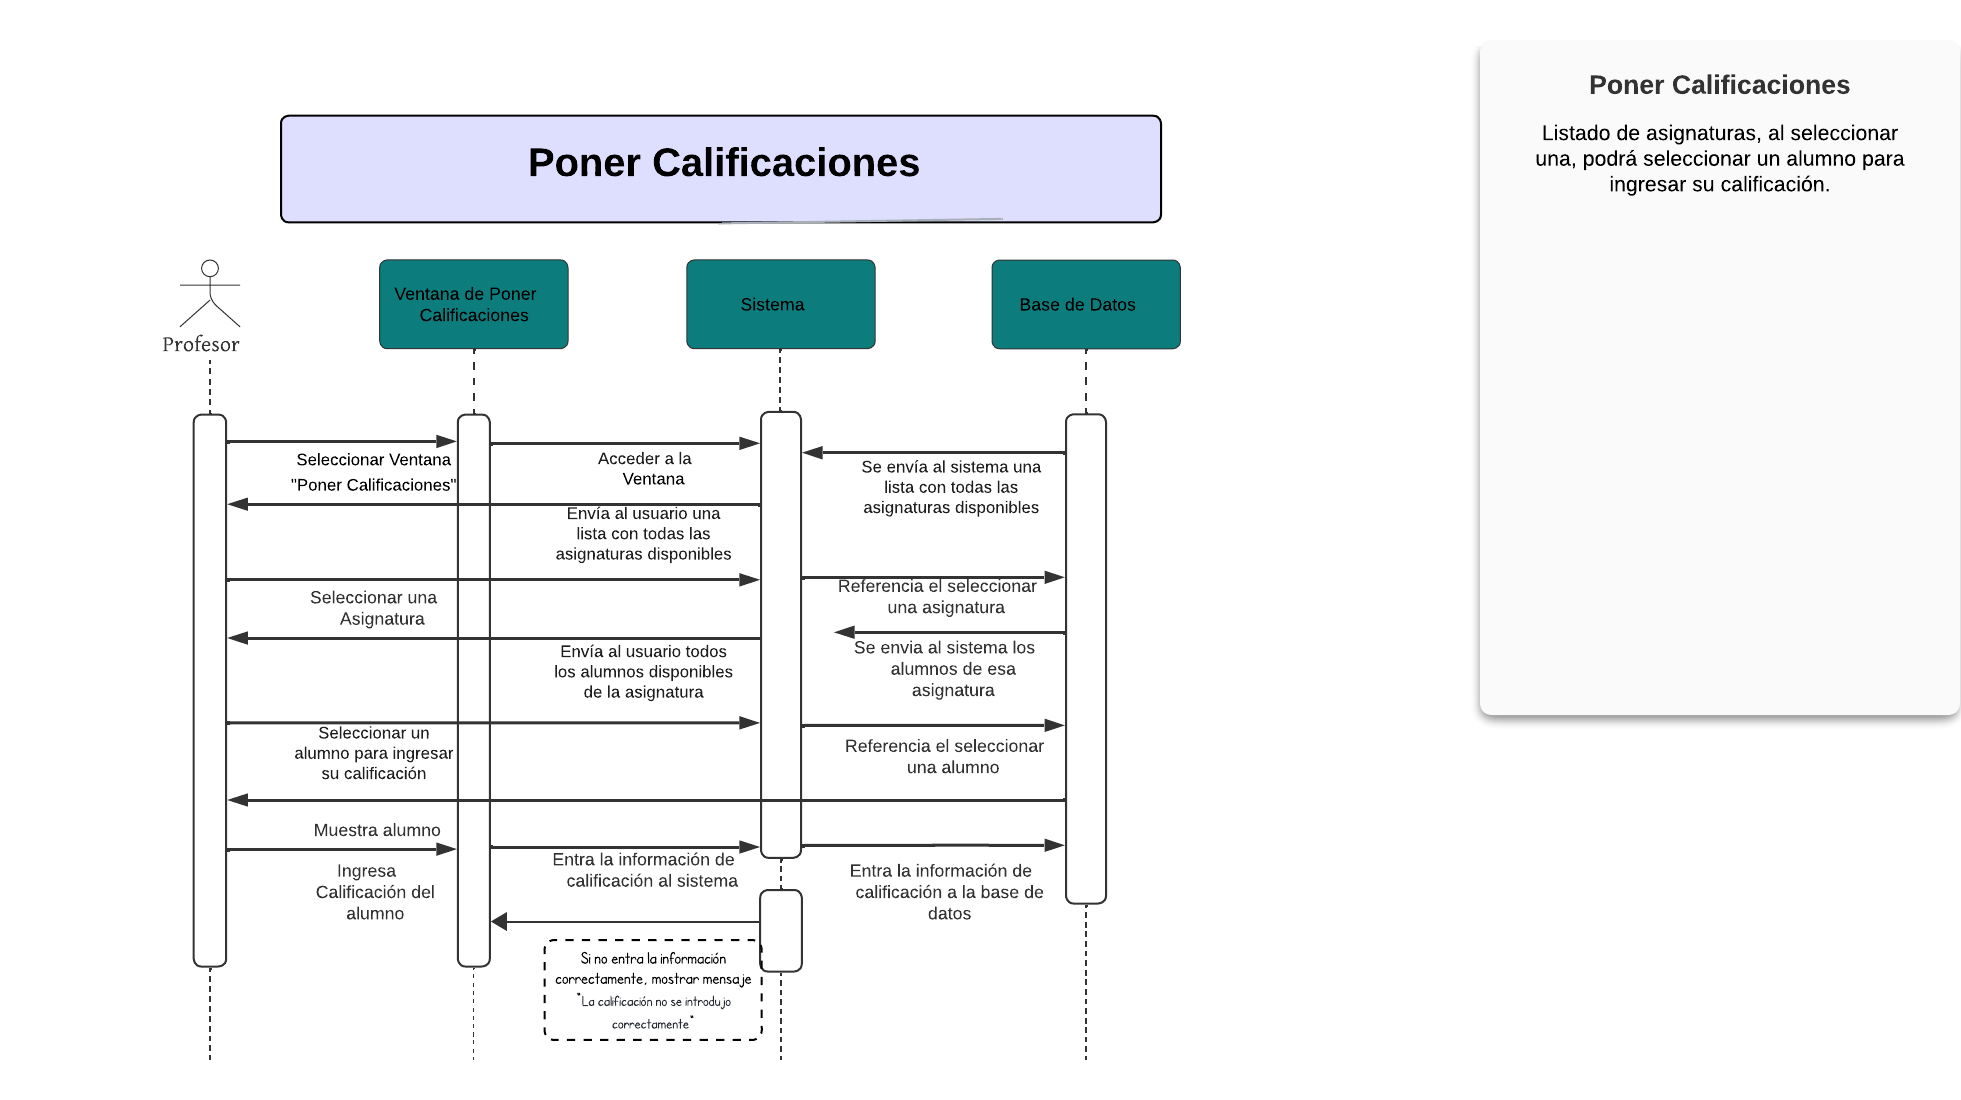 Poner Calificaciones
Poner Calificaciones
Listado de asignaturas, al seleccionar
una, podrá seleccionar un alumno para
ingresar su calificación.
Profesor
Ventana de Poner
Calificaciones
Sistema
Base de Datos
Seleccionar Ventana
"Poner Calificaciones"
Acceder a la
Ventana
Se envía al sistema una
lista con todas las
asignaturas disponibles
Envía al usuario una
lista con todas las
asignaturas disponibles
Seleccionar una
Asignatura
Referencia el seleccionar
una asignatura
Envía al usuario todos
los alumnos disponibles
de la asignatura
Se envia al sistema los
alumnos de esa
asignatura
Seleccionar un
alumno para ingresar
su calificación
Referencia el seleccionar
una alumno
Muestra alumno
Ingresa
Calificación del
alumno
Entra la información de
calificación al sistema
Entra la información de
calificación a la base de
datos
Si no entra la información
correctamente, mostrar mensaje
"La calificación no se introdujo
correctamente"